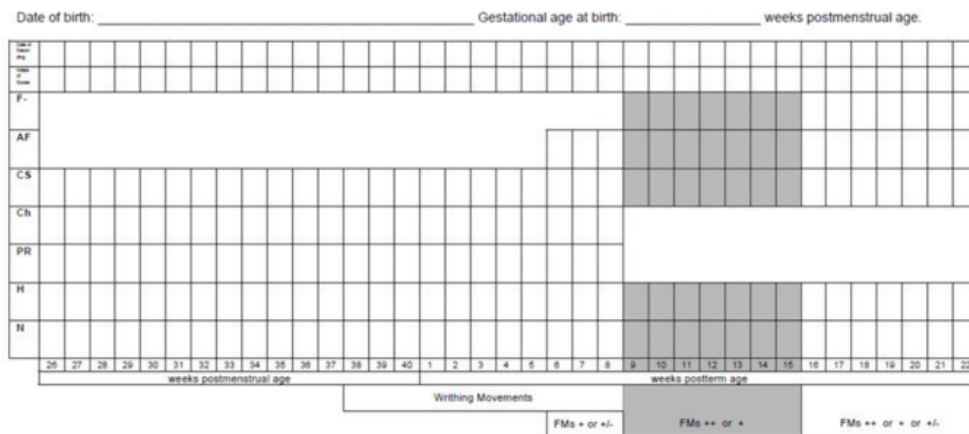 Date of birth: Gestational age at birth: weeks postmenstrual age.
F-
AF
CS
Ch
PR
H
N
26 27 28 29 30 31 32 33 34 35 36 37 38 39 40 1 2 3 4 5 6 7 8 9 10 11 12 13 14 15 16 17 18 19 20 21 22
weeks postmenstrual age weeks postterm age
Writhing Movements
FMs + or +/- FMs ++ or + FMs ++ or + or +/-